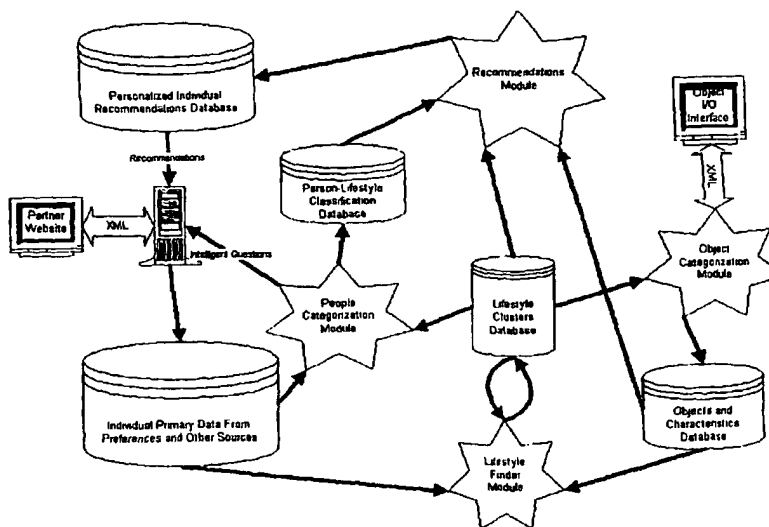 Personalized Individual
Recommendations Database
Recommendations
Module
Object
I/O
Interface
Recommendations
XML
Person-Lifestyle
Classification
Database
Partner
Website
XML
Intelligent Questions
Object
Categorization
Module
People
Categorization
Module
Lifestyle
Clusters
Database
Individual Primary Data From
Preferences and Other Sources
Objects and
Characteristics
Database
Lifestyle
Finder
Module